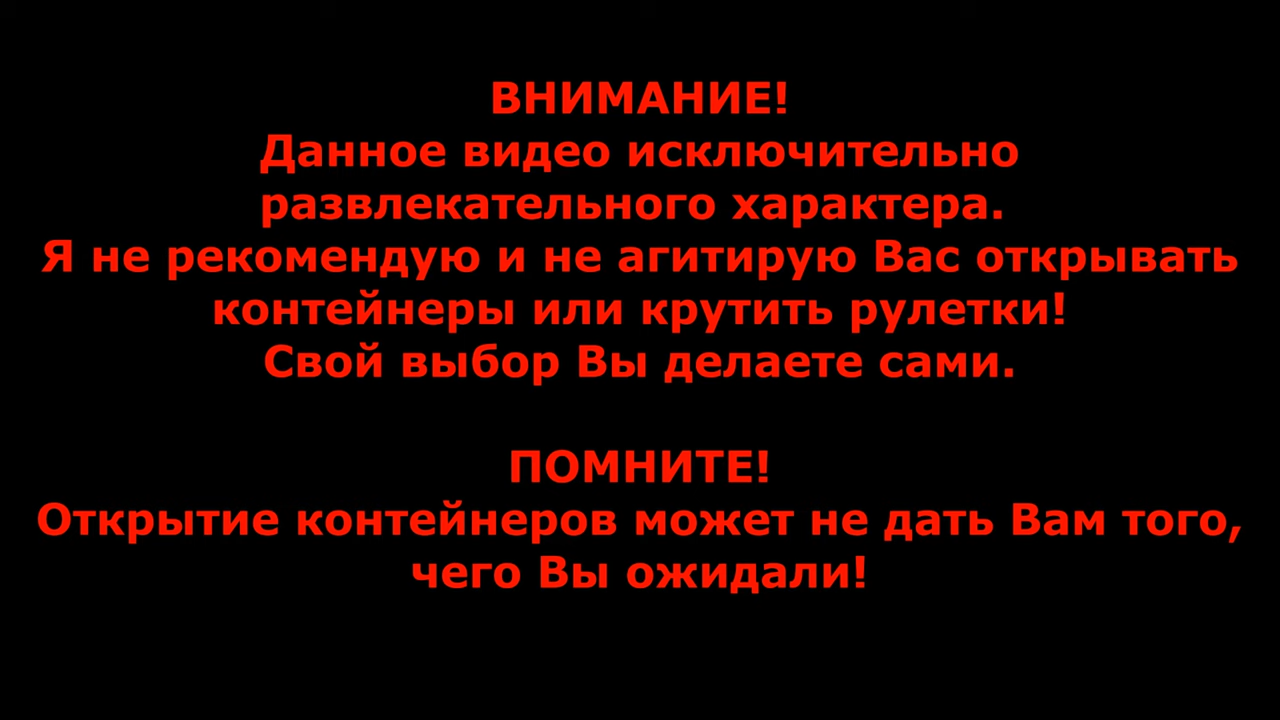 ВНИМАНИЕ!
Данное видео исключительно
развлекательного характера.
Я не рекомендую и не агитирую Вас открывать
контейнеры или крутить рулетки!
Свой выбор Вы делаете сами.
ПОМНИТЕ!
Открытие контейнеров может не дать Вам того,
чего Вы ожидали!